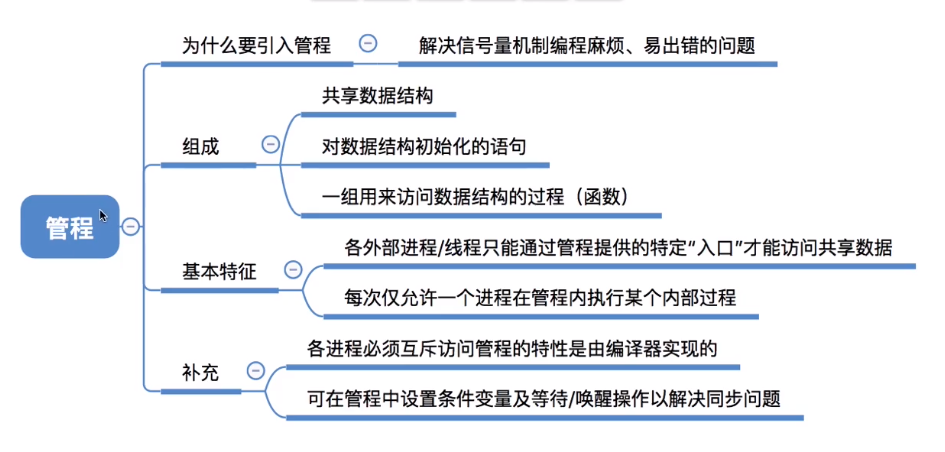 管程
为什么要引入管程
解决信号量机制编程麻烦、易出错的问题
组成
共享数据结构
对数据结构初始化的语句
一组用来访问数据结构的过程（函数）
基本特征
各外部进程/线程只能通过管程提供的特定“入口”才能访问共享数据
每次仅允许一个进程在管程内执行某个内部过程
补充
各进程必须互斥访问管程的特性是由编译器实现的
可在管程中设置条件变量及等待/唤醒操作以解决同步问题